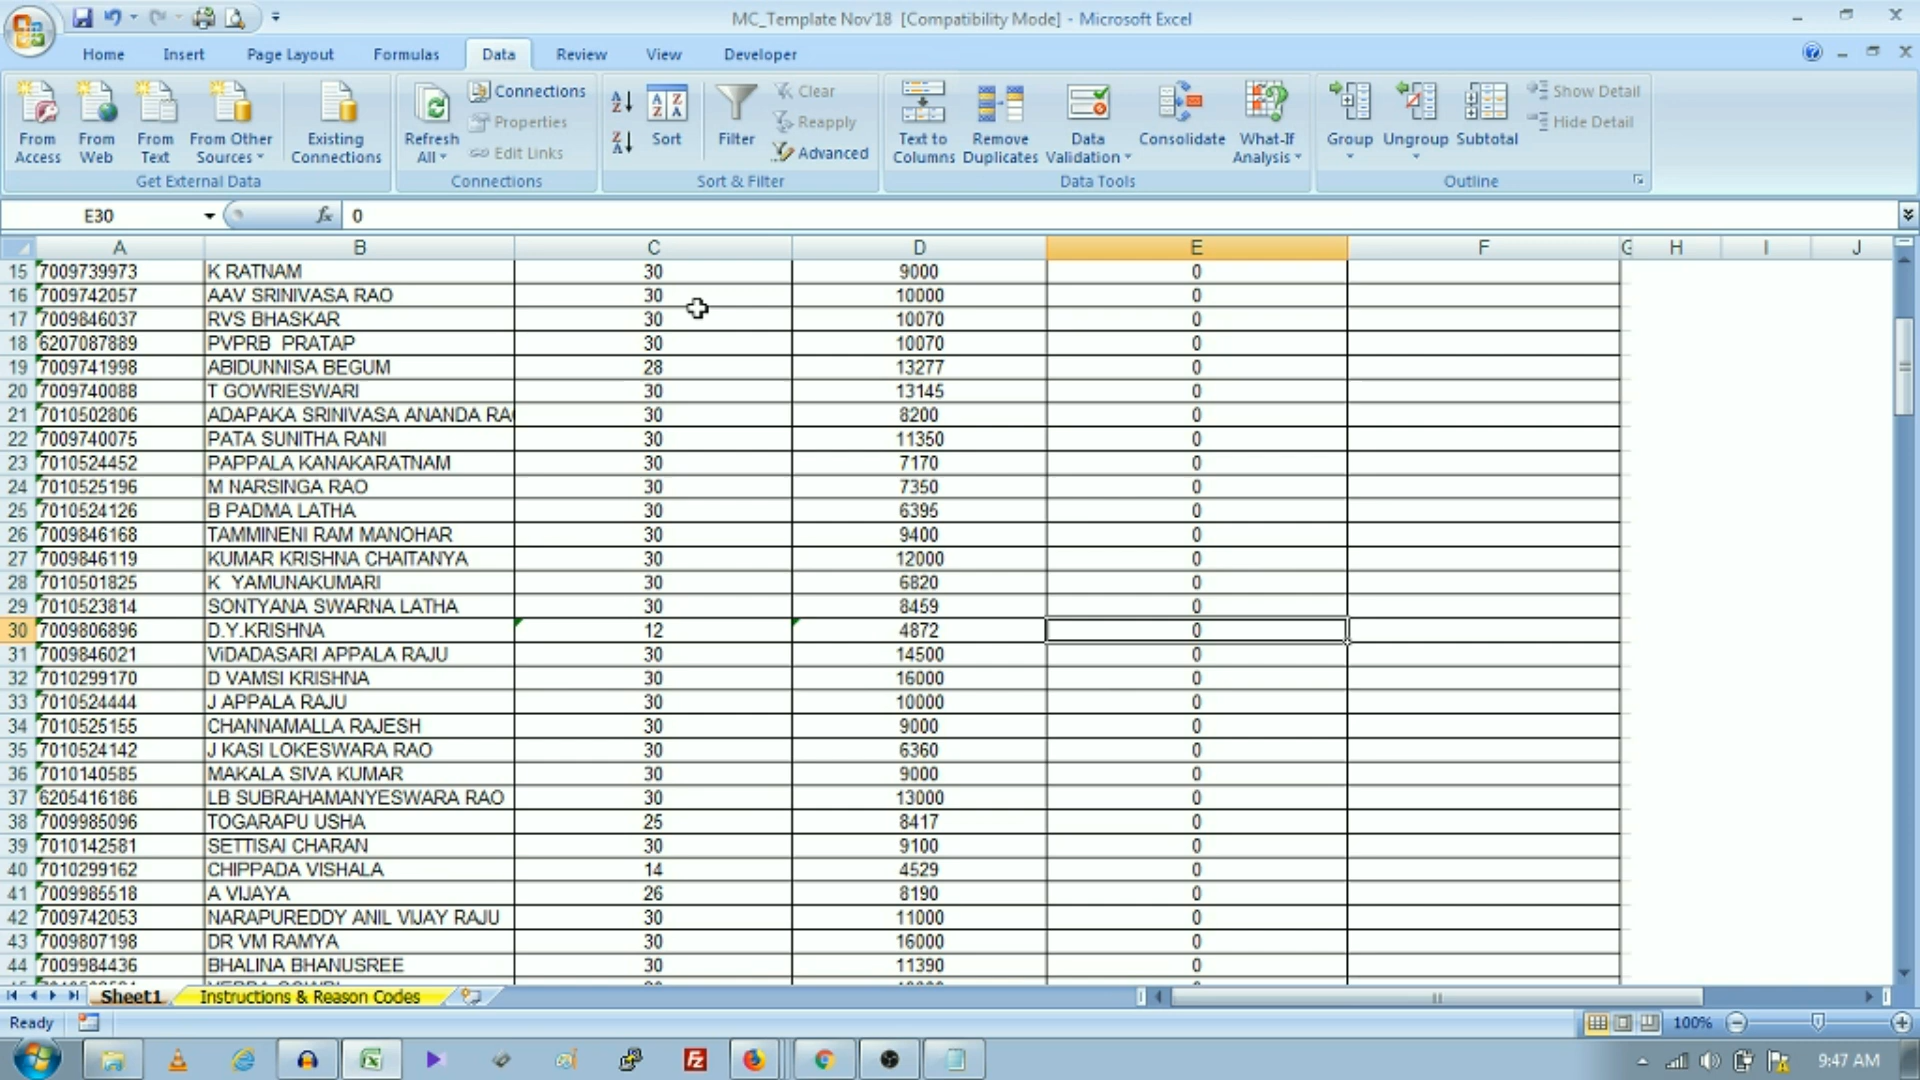 MC_Template Nov'18 [Compatibility Mode] - Microsoft Excel
Home Insert Page Layout Formulas Data Review View Developer
From Access
From Web
From Text
From Other Sources
Existing Connections
Get External Data
Refresh All
Connections
Properties
Edit Links
Connections
Sort
Filter
Clear
Reapply
Advanced
Sort & Filter
Text to Columns
Remove Duplicates
Data Validation
Consolidate
What-If Analysis
Data Tools
Group
Ungroup
Subtotal
Show Detail
Hide Detail
Outline
E30 fx 0
A B C D E F G H I J
15 7009739973 K RATNAM 30 9000 0
16 7009742057 AAV SRINIVASA RAO 30 10000 0
17 7009846037 RVS BHASKAR 30 10070 0
18 6207087889 PVPRB PRATAP 30 10070 0
19 7009741998 ABIDUNNISA BEGUM 28 13277 0
20 7009740088 T GOWRIESWARI 30 13145 0
21 7010502806 ADAPAKA SRINIVASA ANANDA RA 30 8200 0
22 7009740075 PATA SUNITHA RANI 30 11350 0
23 7010524452 PAPPALA KANAKARATNAM 30 7170 0
24 7010525196 M NARSINGA RAO 30 7350 0
25 7010524126 B PADMA LATHA 30 6395 0
26 7009846168 TAMMINENI RAM MANOHAR 30 9400 0
27 7009846119 KUMAR KRISHNA CHAITANYA 30 12000 0
28 7010501825 K YAMUNAKUMARI 30 6820 0
29 7010523814 SONTYANA SWARNA LATHA 30 8459 0
30 7009806896 D.Y.KRISHNA 12 4872 0
31 7009846021 ViDADASARI APPALA RAJU 30 14500 0
32 7010299170 D VAMSI KRISHNA 30 16000 0
33 7010524444 J APPALA RAJU 30 10000 0
34 7010525155 CHANNAMALLA RAJESH 30 9000 0
35 7010524142 J KASI LOKESWARA RAO 30 6360 0
36 7010140585 MAKALA SIVA KUMAR 30 9000 0
37 6205416186 LB SUBRAHAMANYESWARA RAO 30 13000 0
38 7009985096 TOGARAPU USHA 25 8417 0
39 7010142581 SETTISAI CHARAN 30 9100 0
40 7010299162 CHIPPADA VISHALA 14 4529 0
41 7009985518 A VIJAYA 26 8190 0
42 7009742053 NARAPUREDDY ANIL VIJAY RAJU 30 11000 0
43 7009807198 DR VM RAMYA 30 16000 0
44 7009984436 BHALINA BHANUSREE 30 11390 0
Sheet1 Instructions & Reason Codes
Ready 100%
9:47 AM